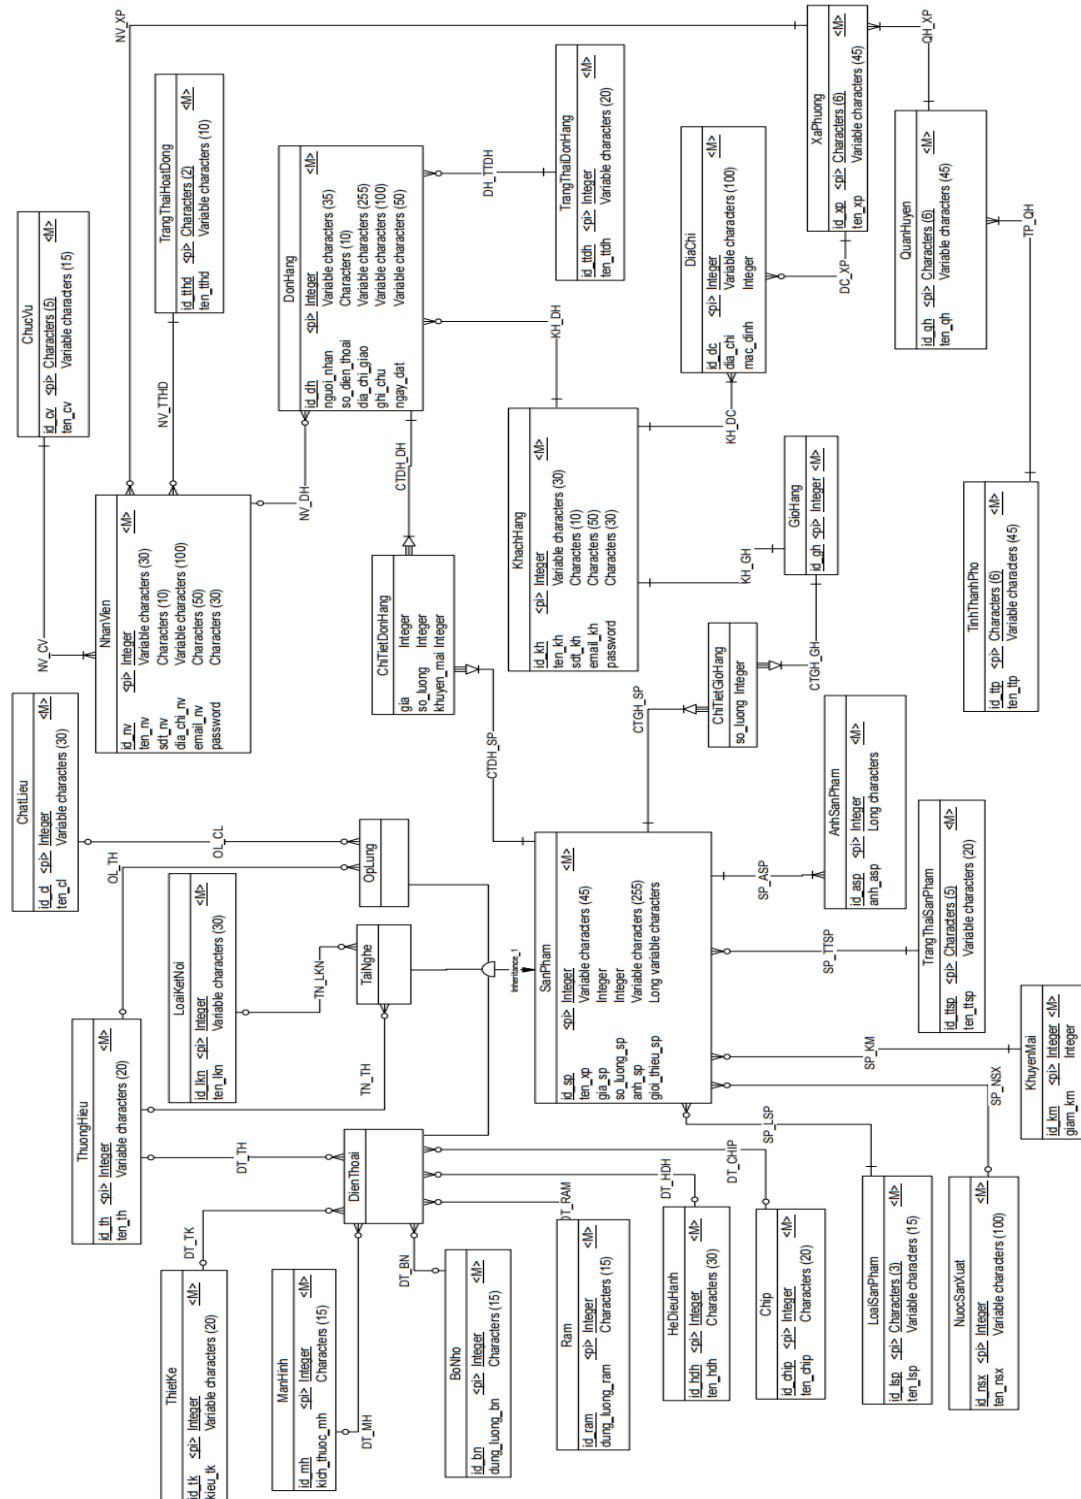 ChucVu
id_cv <pi> Characters (5) <M>
ten_cv Variable characters (15)
TrangThaiHoatDong
id_tthd <pi> Characters (2) <M>
ten_tthd Variable characters (10)
NV_XP
NV_TTHD
NV_CV
NhanVien
id_nv <pi> Integer <M>
ten_nv Variable characters (30)
sdt_nv Characters (10)
dia_chi_nv Variable characters (100)
email_nv Characters (50)
password Characters (30)
NV_DH
DonHang
id_dh <pi> Integer <M>
nguoi_nhan Variable characters (35)
so_dien_thoai Characters (10)
dia_chi_giao Variable characters (255)
ghi_chu Variable characters (100)
ngay_dat Variable characters (50)
DH_TTDH
TrangThaiDonHang
id_ttdh <pi> Integer <M>
ten_ttdh Variable characters (20)
CTDH_DH
KH_DH
ChiTietDonHang
gia Integer
so_luong Integer
khuyen_mai Integer
CTDH_SP
KhachHang
id_kh <pi> Integer <M>
ten_kh Variable characters (30)
sdt_kh Characters (10)
email_kh Characters (50)
password Characters (30)
KH_DC
KH_GH
DiaChi
id_dc <pi> Integer <M>
dia_chi Variable characters (100)
mac_dinh Integer
DC_XP
XaPhuong
id_xp <pi> Characters (6) <M>
ten_xp Variable characters (45)
QH_XP
QuanHuyen
id_qh <pi> Characters (6) <M>
ten_qh Variable characters (45)
TP_QH
TinhThanhPho
id_ttp <pi> Characters (6) <M>
ten_ttp Variable characters (45)
GioHang
id_gh <pi> Integer <M>
CTGH_GH
ChiTietGioHang
so_luong Integer
CTGH_SP
ChatLieu
<pi> Integer <M>
ten_cl Variable characters (30)
OL_CL
OL_TH
OpLung
LoaiKetNoi
id_lkn <pi> Integer <M>
ten_lkn Variable characters (30)
TN_LKN
TaiNghe
TN_TH
Inheritance_1
ThuongHieu
id_th <pi> Integer <M>
ten_th Variable characters (20)
DT_TH
DienThoai
SanPham
id_sp <pi> Integer <M>
ten_xp Variable characters (45)
gia_sp Integer
so_luong_sp Integer
anh_sp Variable characters (255)
gioi_thieu_sp Long variable characters
SP_ASP
AnhSanPham
id_asp <pi> Integer <M>
anh_asp Long characters
SP_TTSP
TrangThaiSanPham
id_ttsp <pi> Characters (5) <M>
ten_ttsp Variable characters (20)
SP_KM
KhuyenMai
id_km <pi> Integer <M>
giam_km Integer
SP_NSX
NuocSanXuat
id_nsx <pi> Integer <M>
ten_nsx Variable characters (100)
SP_LSP
LoaiSanPham
id_lsp <pi> Characters (3) <M>
ten_lsp Variable characters (15)
DT_CHIP
Chip
id_chip <pi> Integer <M>
ten_chip Characters (20)
DT_HDH
HeDieuHanh
id_hdh <pi> Integer <M>
ten_hdh Characters (30)
DT_RAM
Ram
id_ram <pi> Integer <M>
dung_luong_ram Characters (15)
DT_BN
BoNho
id_bn <pi> Integer <M>
dung_luong_bn Characters (15)
DT_MH
ManHinh
id_mh <pi> Integer <M>
kich_thuoc_mh Characters (15)
DT_TK
ThietKe
id_tk <pi> Integer <M>
kieu_tk Variable characters (20)